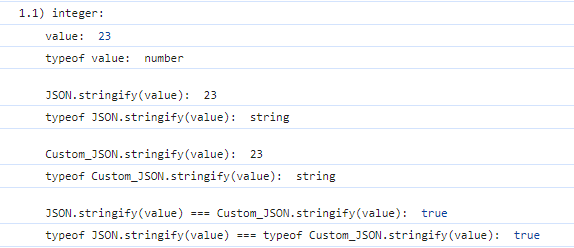 1.1) integer:
value: 23
typeof value: number
JSON.stringify(value): 23
typeof JSON.stringify(value): string
Custom_JSON.stringify(value): 23
typeof Custom_JSON.stringify(value): string
JSON.stringify(value) === Custom_JSON.stringify(value): true
typeof JSON.stringify(value) === typeof Custom_JSON.stringify(value): true